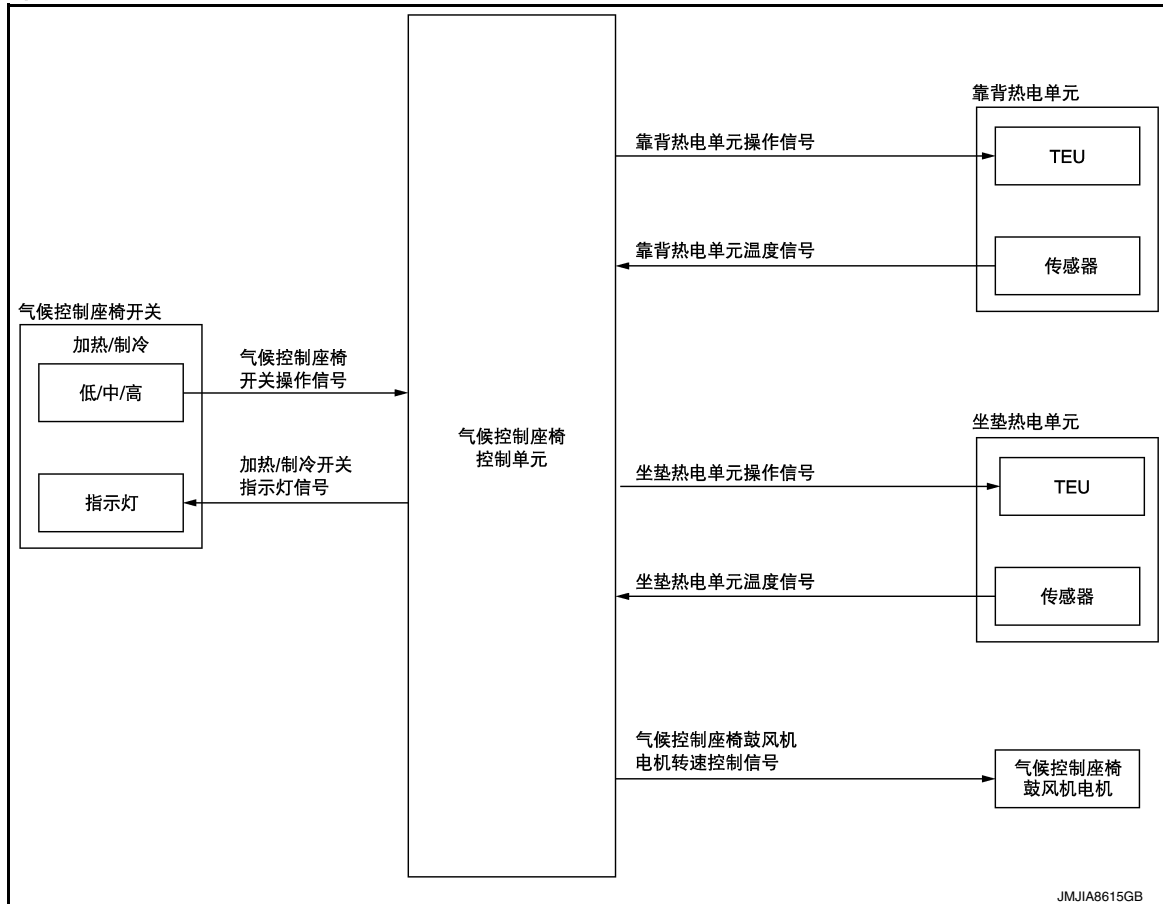 气候控制座椅开关
加热/制冷
低/中/高
指示灯
气候控制座椅
开关操作信号
加热/制冷开关
指示灯信号
气候控制座椅
控制单元
靠背热电单元操作信号
靠背热电单元温度信号
坐垫热电单元操作信号
坐垫热电单元温度信号
气候控制座椅鼓风机
电机转速控制信号
靠背热电单元
TEU
传感器
坐垫热电单元
TEU
传感器
气候控制座椅
鼓风机电机
JMJIA8615GB